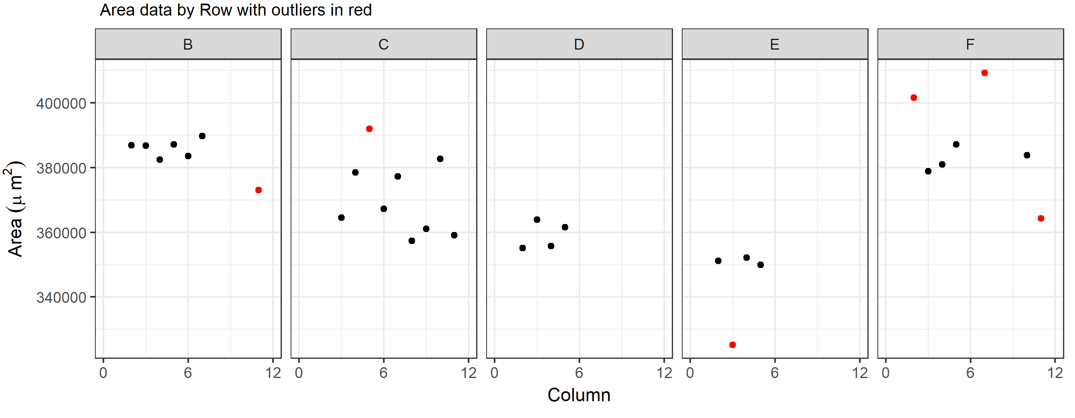 Area data by Row with outliers in red
B C D E F
Area (μ m²)
400000
380000
360000
340000
0 6 12 0 6 12 0 6 12 0 6 12 0 6 12
Column